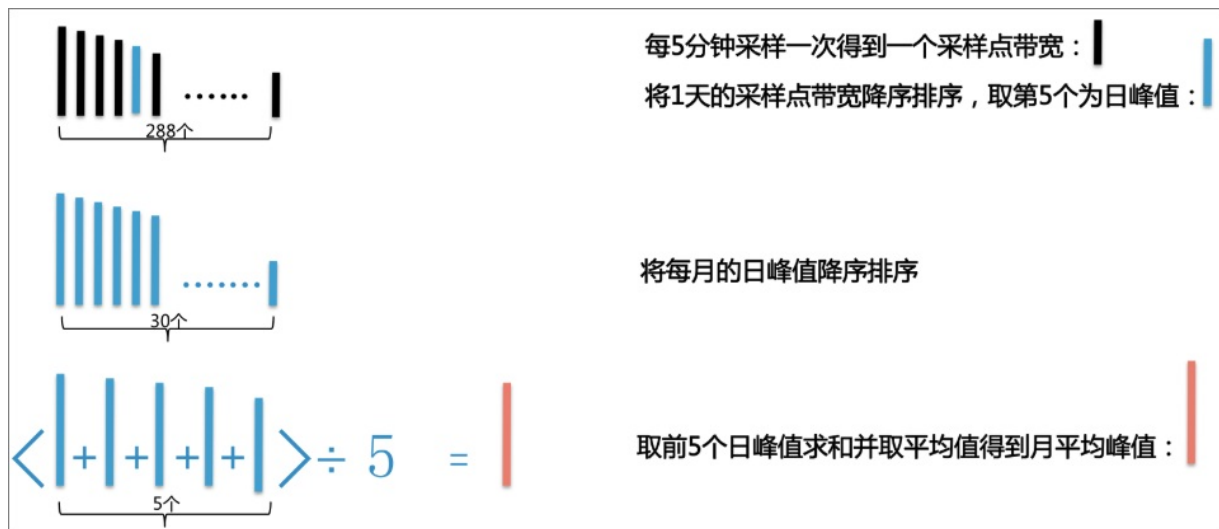 每5分钟采样一次得到一个采样点带宽：
将1天的采样点带宽降序排序，取第5个为日峰值：
......
288个
将每月的日峰值降序排序
.......
30个
< + + + + > ÷ 5 =
取前5个日峰值求和并取平均值得到月平均峰值：
5个